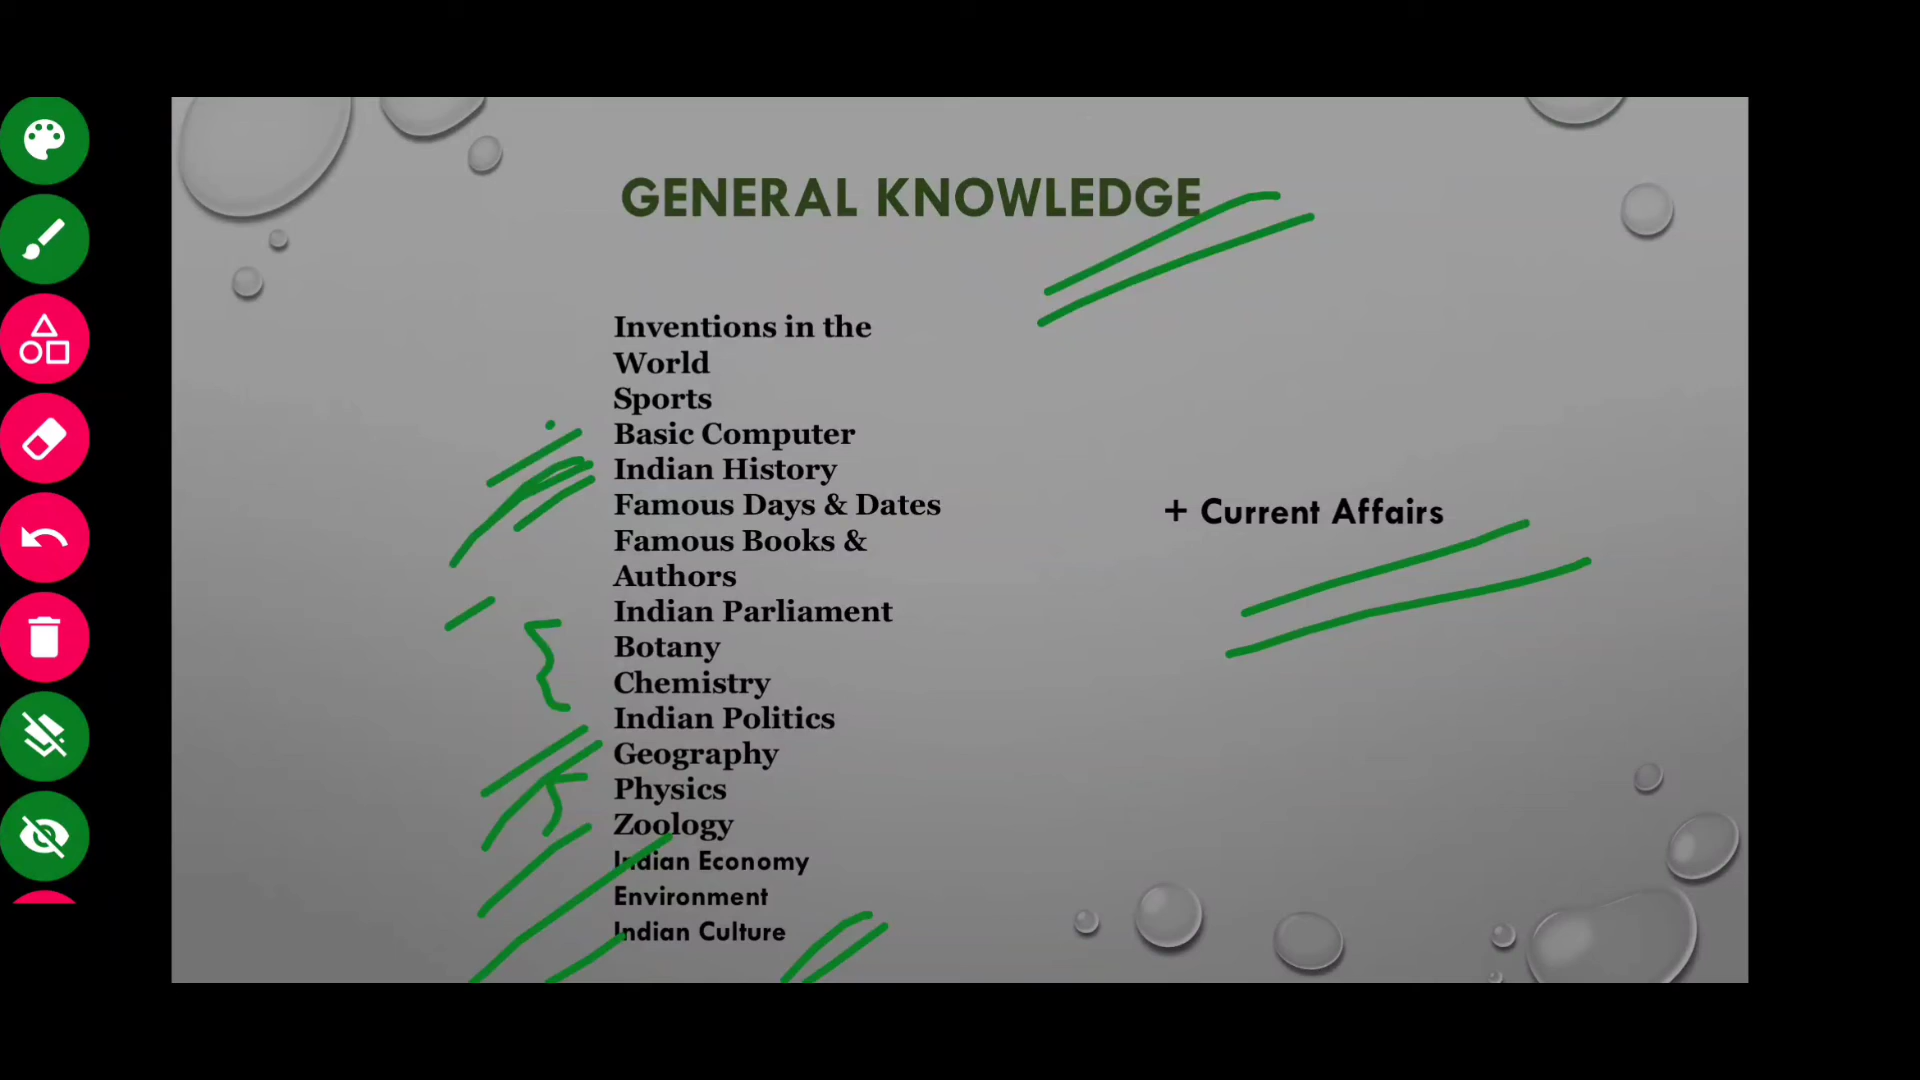 GENERAL KNOWLEDGE
Inventions in the
World
Sports
Basic Computer
Indian History
Famous Days & Dates
Famous Books &
Authors
Indian Parliament
Botany
Chemistry
Indian Politics
Geography
Physics
Zoology
Indian Economy
Environment
Indian Culture
+ Current Affairs